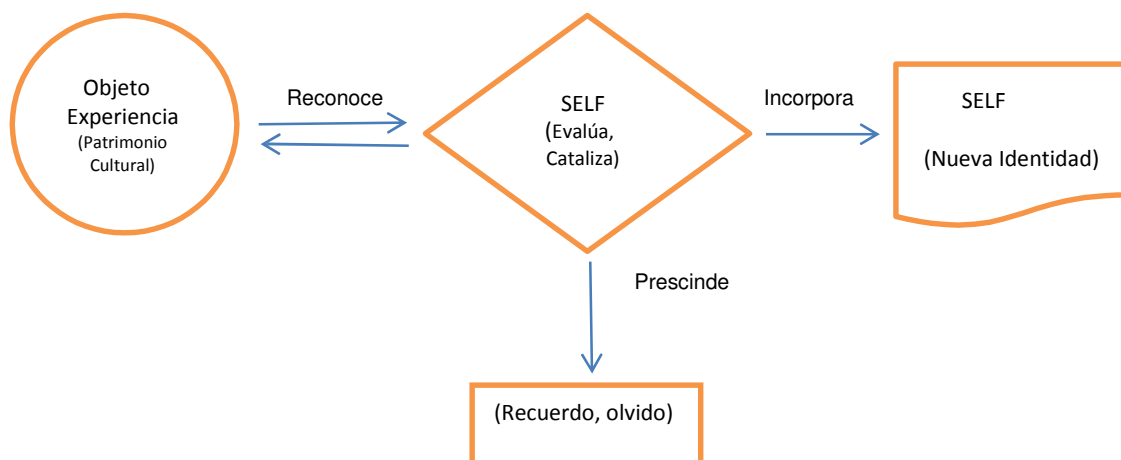 Objeto
Experiencia
(Patrimonio
Cultural)
Reconoce
SELF
(Evalúa,
Cataliza)
Incorpora
SELF
(Nueva Identidad)
Prescinde
(Recuerdo, olvido)